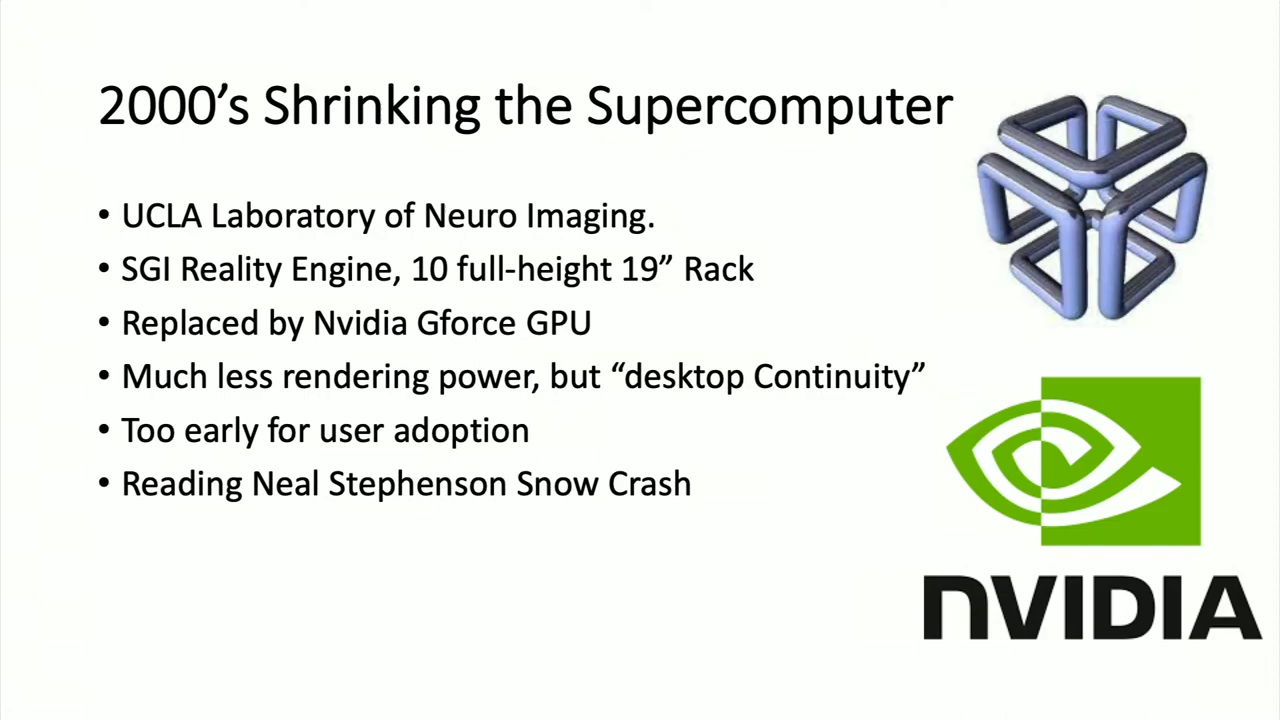 2000’s Shrinking the Supercomputer
• UCLA Laboratory of Neuro Imaging.
• SGI Reality Engine, 10 full-height 19” Rack
• Replaced by Nvidia Gforce GPU
• Much less rendering power, but “desktop Continuity”
• Too early for user adoption
• Reading Neal Stephenson Snow Crash
NVIDIA